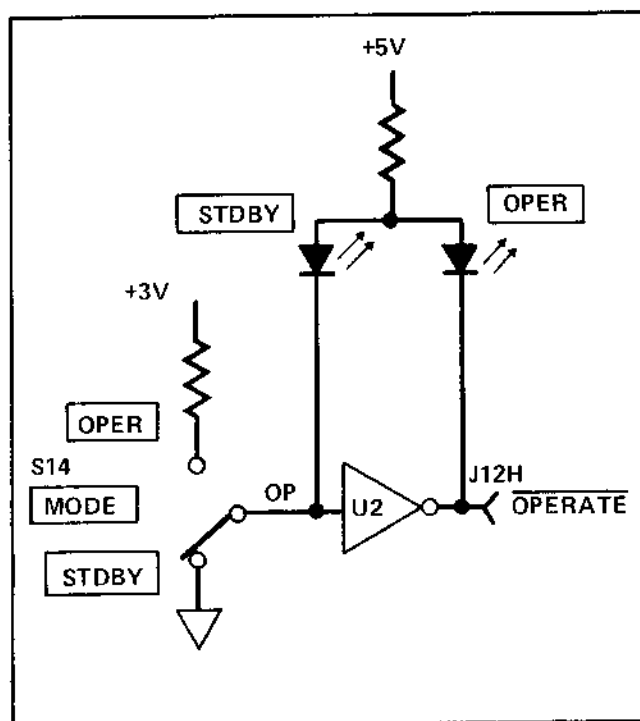 +5V
STDBY
OPER
+3V
OPER
S14
MODE
OP
U2
J12H
OPERATE
STDBY